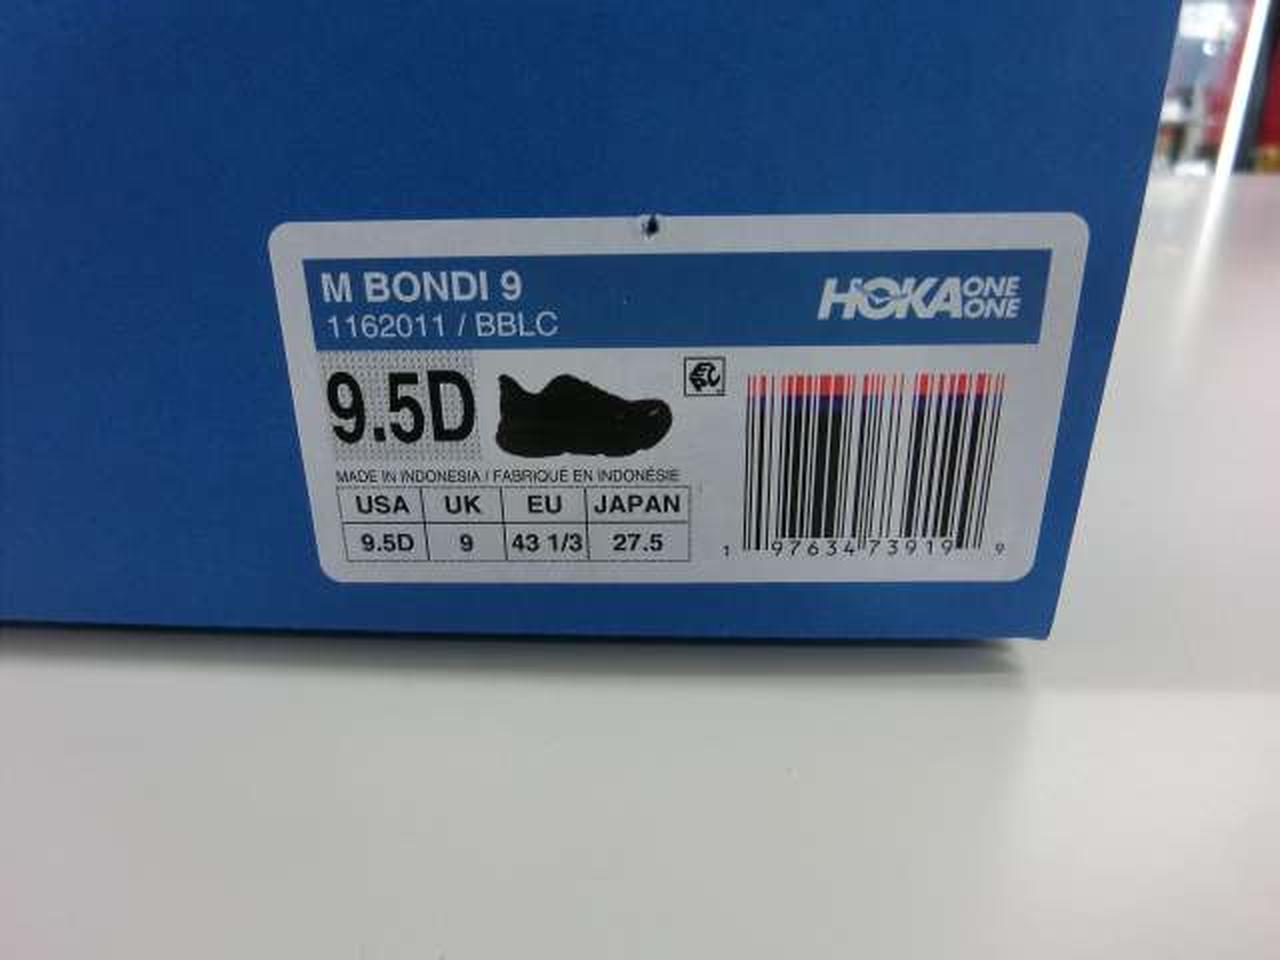 M BONDI 9
1162011 / BBLC
HOKA ONE ONE
9.5D
MADE IN INDONESIA / FABRIQUÉ EN INDONÉSIE
USA UK EU JAPAN
9.5D 9 43 1/3 27.5
1 97634 73919 9